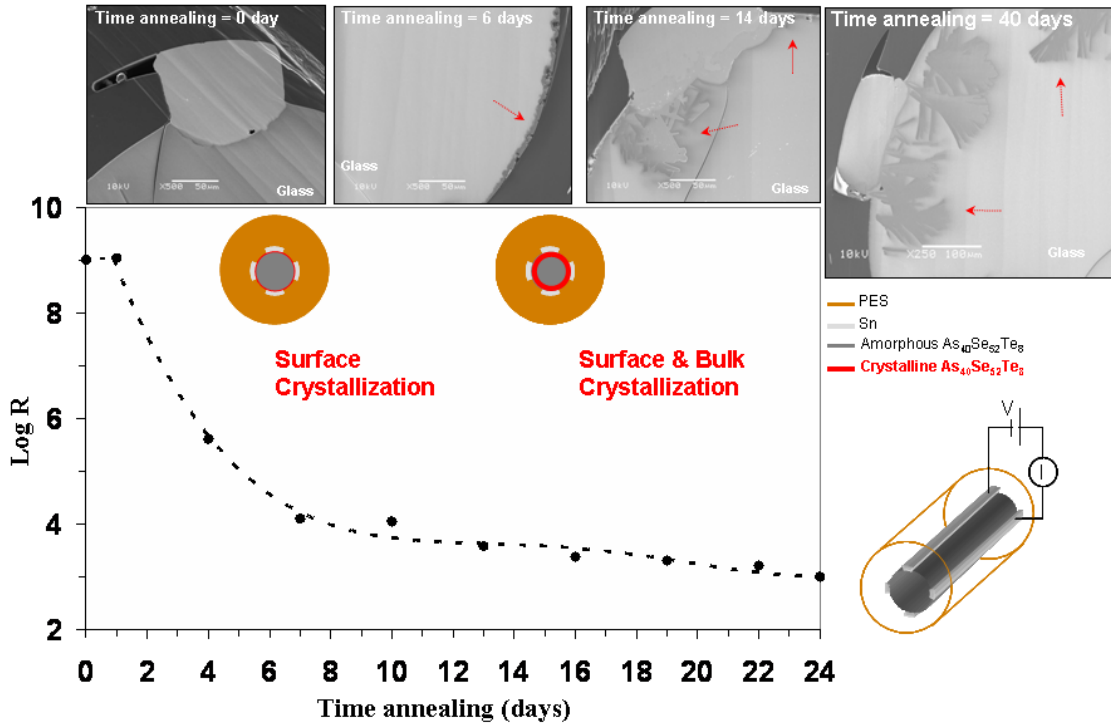 Time annealing = 0 day
Glass
10kV X500 50µm
Time annealing = 6 days
Glass
10kV X500 50µm
Time annealing = 14 days
Glass
10kV X500 50µm
Time annealing = 40 days
Glass
10kV X250 100µm
10
8
6
4
2
Log R
Surface
Crystallization
Surface & Bulk
Crystallization
0 2 4 6 8 10 12 14 16 18 20 22 24
Time annealing (days)
PES
Sn
Amorphous As₄₀Se₅₂Te₈
Crystalline As₄₀Se₅₂Te₈
V
I